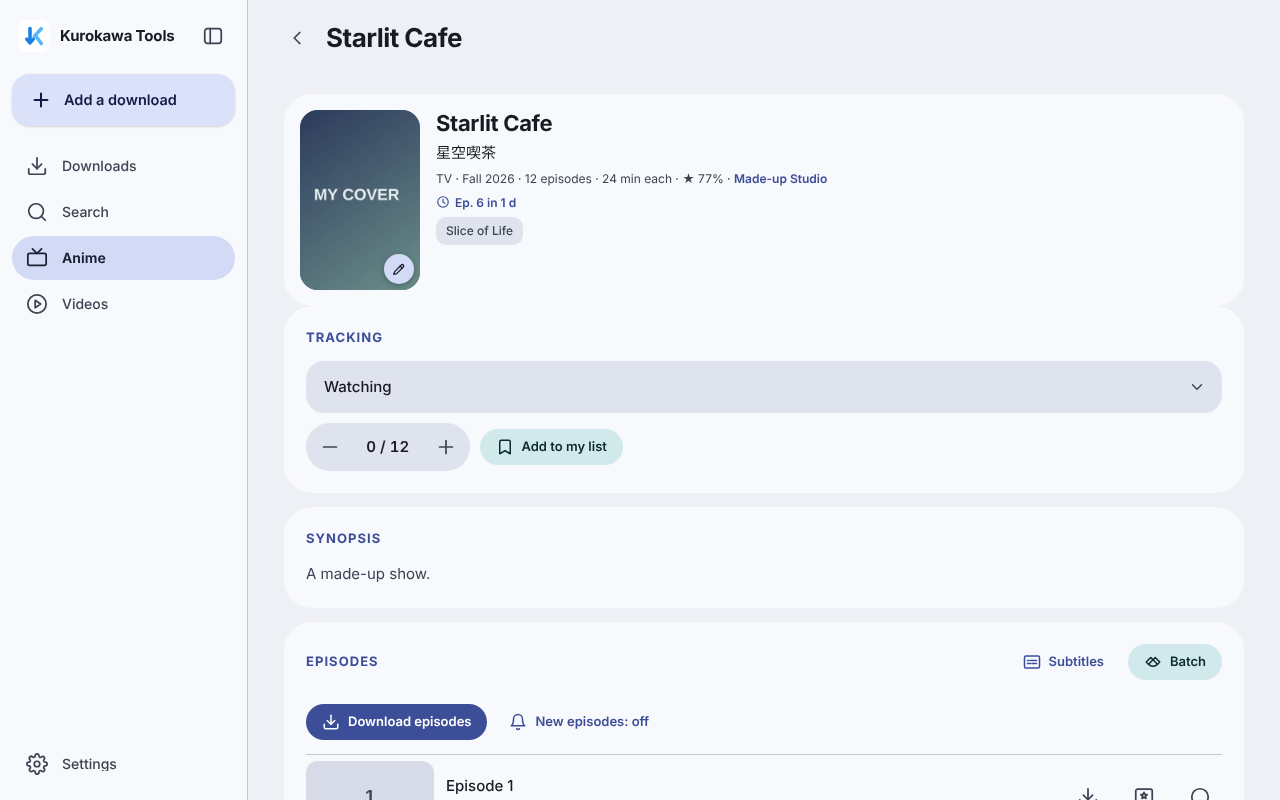 Kurokawa Tools
Add a download
Downloads
Search
Anime
Videos
Settings
Starlit Cafe
MY COVER
Starlit Cafe
星空喫茶
TV · Fall 2026 · 12 episodes · 24 min each · ★ 77% · Made-up Studio
Ep. 6 in 1 d
Slice of Life
TRACKING
Watching
0 / 12
Add to my list
SYNOPSIS
A made-up show.
EPISODES
Subtitles
Batch
Download episodes
New episodes: off
1
Episode 1